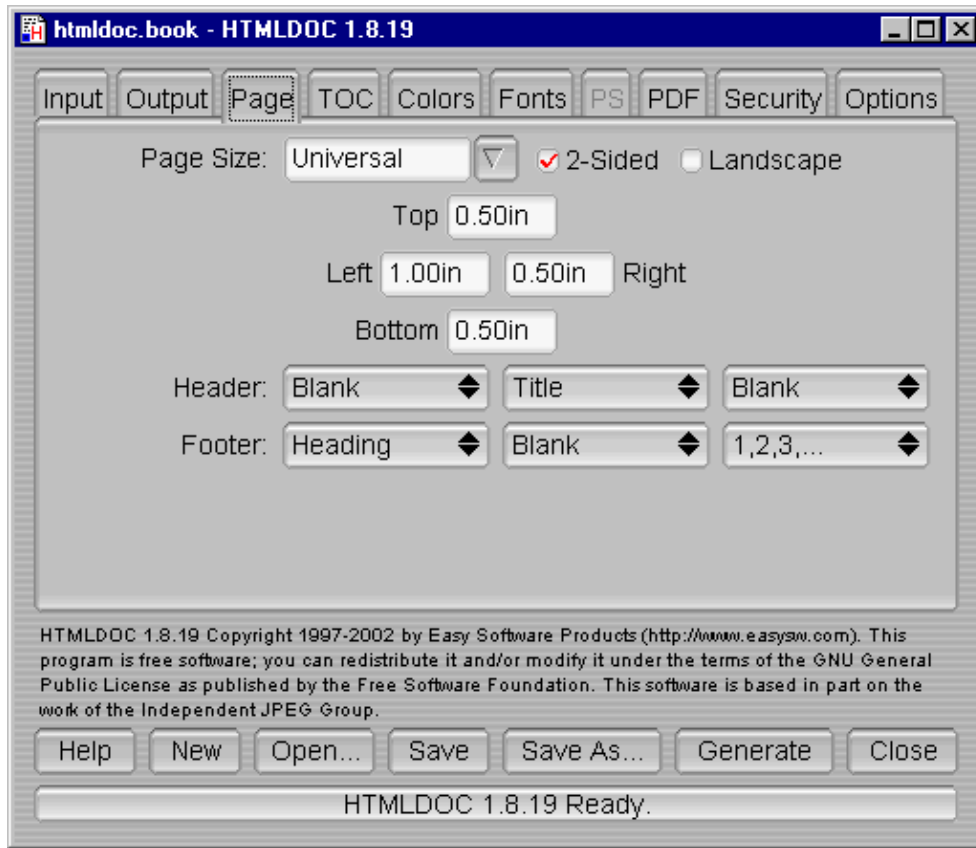 htmldoc.book - HTMLDOC 1.8.19
Input Output Page TOC Colors Fonts PS PDF Security Options
Page Size: Universal 2-Sided Landscape
Top 0.50in
Left 1.00in 0.50in Right
Bottom 0.50in
Header: Blank Title Blank
Footer: Heading Blank 1,2,3,...
HTMLDOC 1.8.19 Copyright 1997-2002 by Easy Software Products (http://www.easysw.com). This
program is free software; you can redistribute it and/or modify it under the terms of the GNU General
Public License as published by the Free Software Foundation. This software is based in part on the
work of the Independent JPEG Group.
Help New Open... Save Save As... Generate Close
HTMLDOC 1.8.19 Ready.